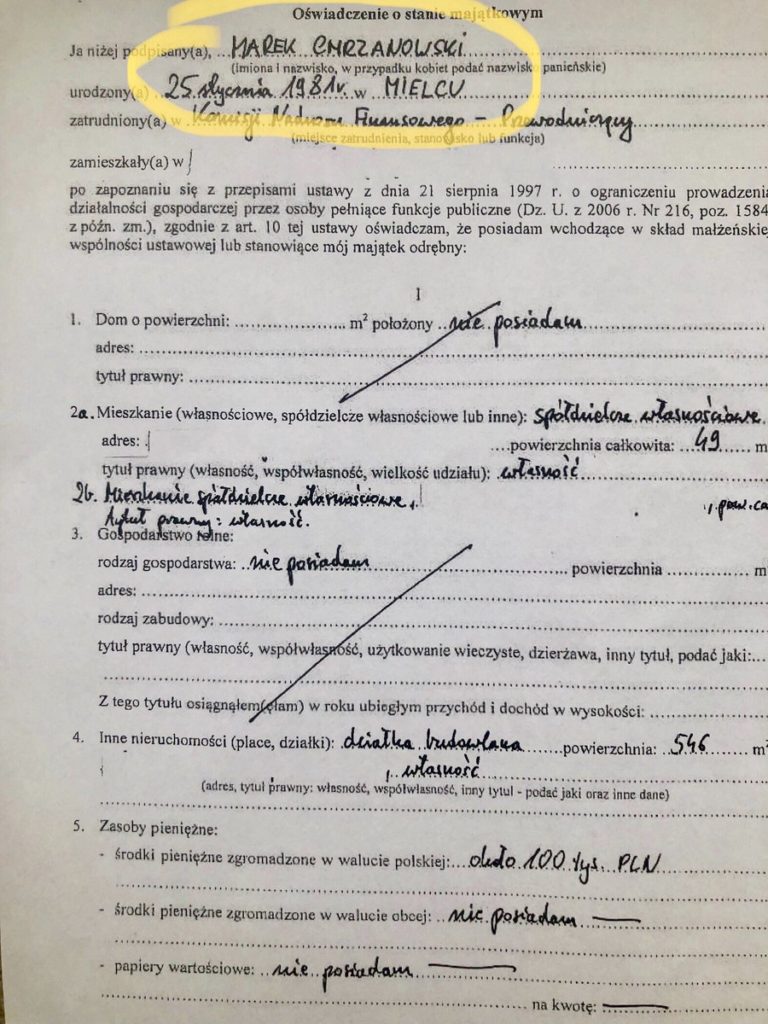 Oświadczenie o stanie majątkowym
Ja niżej podpisany(a), MAREK CHRZANOWSKI
(imiona i nazwisko, w przypadku kobiet podać nazwisko panieńskie)
urodzony(a) 25 stycznia 1981r. w MIELCU
zatrudniony(a) w Komisji Nadzoru Finansowego – Przewodniczący
(miejsce zatrudnienia, stanowisko lub funkcja)
zamieszkały(a) w
po zapoznaniu się z przepisami ustawy z dnia 21 sierpnia 1997 r. o ograniczeniu prowadzenia
działalności gospodarczej przez osoby pełniące funkcje publiczne (Dz. U. z 2006 r. Nr 216, poz. 1584
z późn. zm.), zgodnie z art. 10 tej ustawy oświadczam, że posiadam wchodzące w skład małżeńskiej
wspólności ustawowej lub stanowiące mój majątek odrębny:
I
1. Dom o powierzchni: .................... m² położony nie posiadam
adres:
tytuł prawny:
2a. Mieszkanie (własnościowe, spółdzielcze własnościowe lub inne): spółdzielcze własnościowe
adres: ....powierzchnia całkowita: ...49... m
tytuł prawny (własność, współwłasność, wielkość udziału): własność
2b. Mieszkanie spółdzielcze własnościowe, , pow. ca
tytuł prawny: własność.
3. Gospodarstwo rolne:
rodzaj gospodarstwa: nie posiadam powierzchnia ............... m
adres:
rodzaj zabudowy:
tytuł prawny (własność, współwłasność, użytkowanie wieczyste, dzierżawa, inny tytuł, podać jaki:...
Z tego tytułu osiągnąłem(ęłam) w roku ubiegłym przychód i dochód w wysokości:
4. Inne nieruchomości (place, działki): działka budowlana powierzchnia: 546 m²
, własność
(adres, tytuł prawny: własność, współwłasność, inny tytuł - podać jaki oraz inne dane)
5. Zasoby pieniężne:
- środki pieniężne zgromadzone w walucie polskiej: około 100 tys. PLN
- środki pieniężne zgromadzone w walucie obcej: nie posiadam —
- papiery wartościowe: nie posiadam —
na kwotę: —